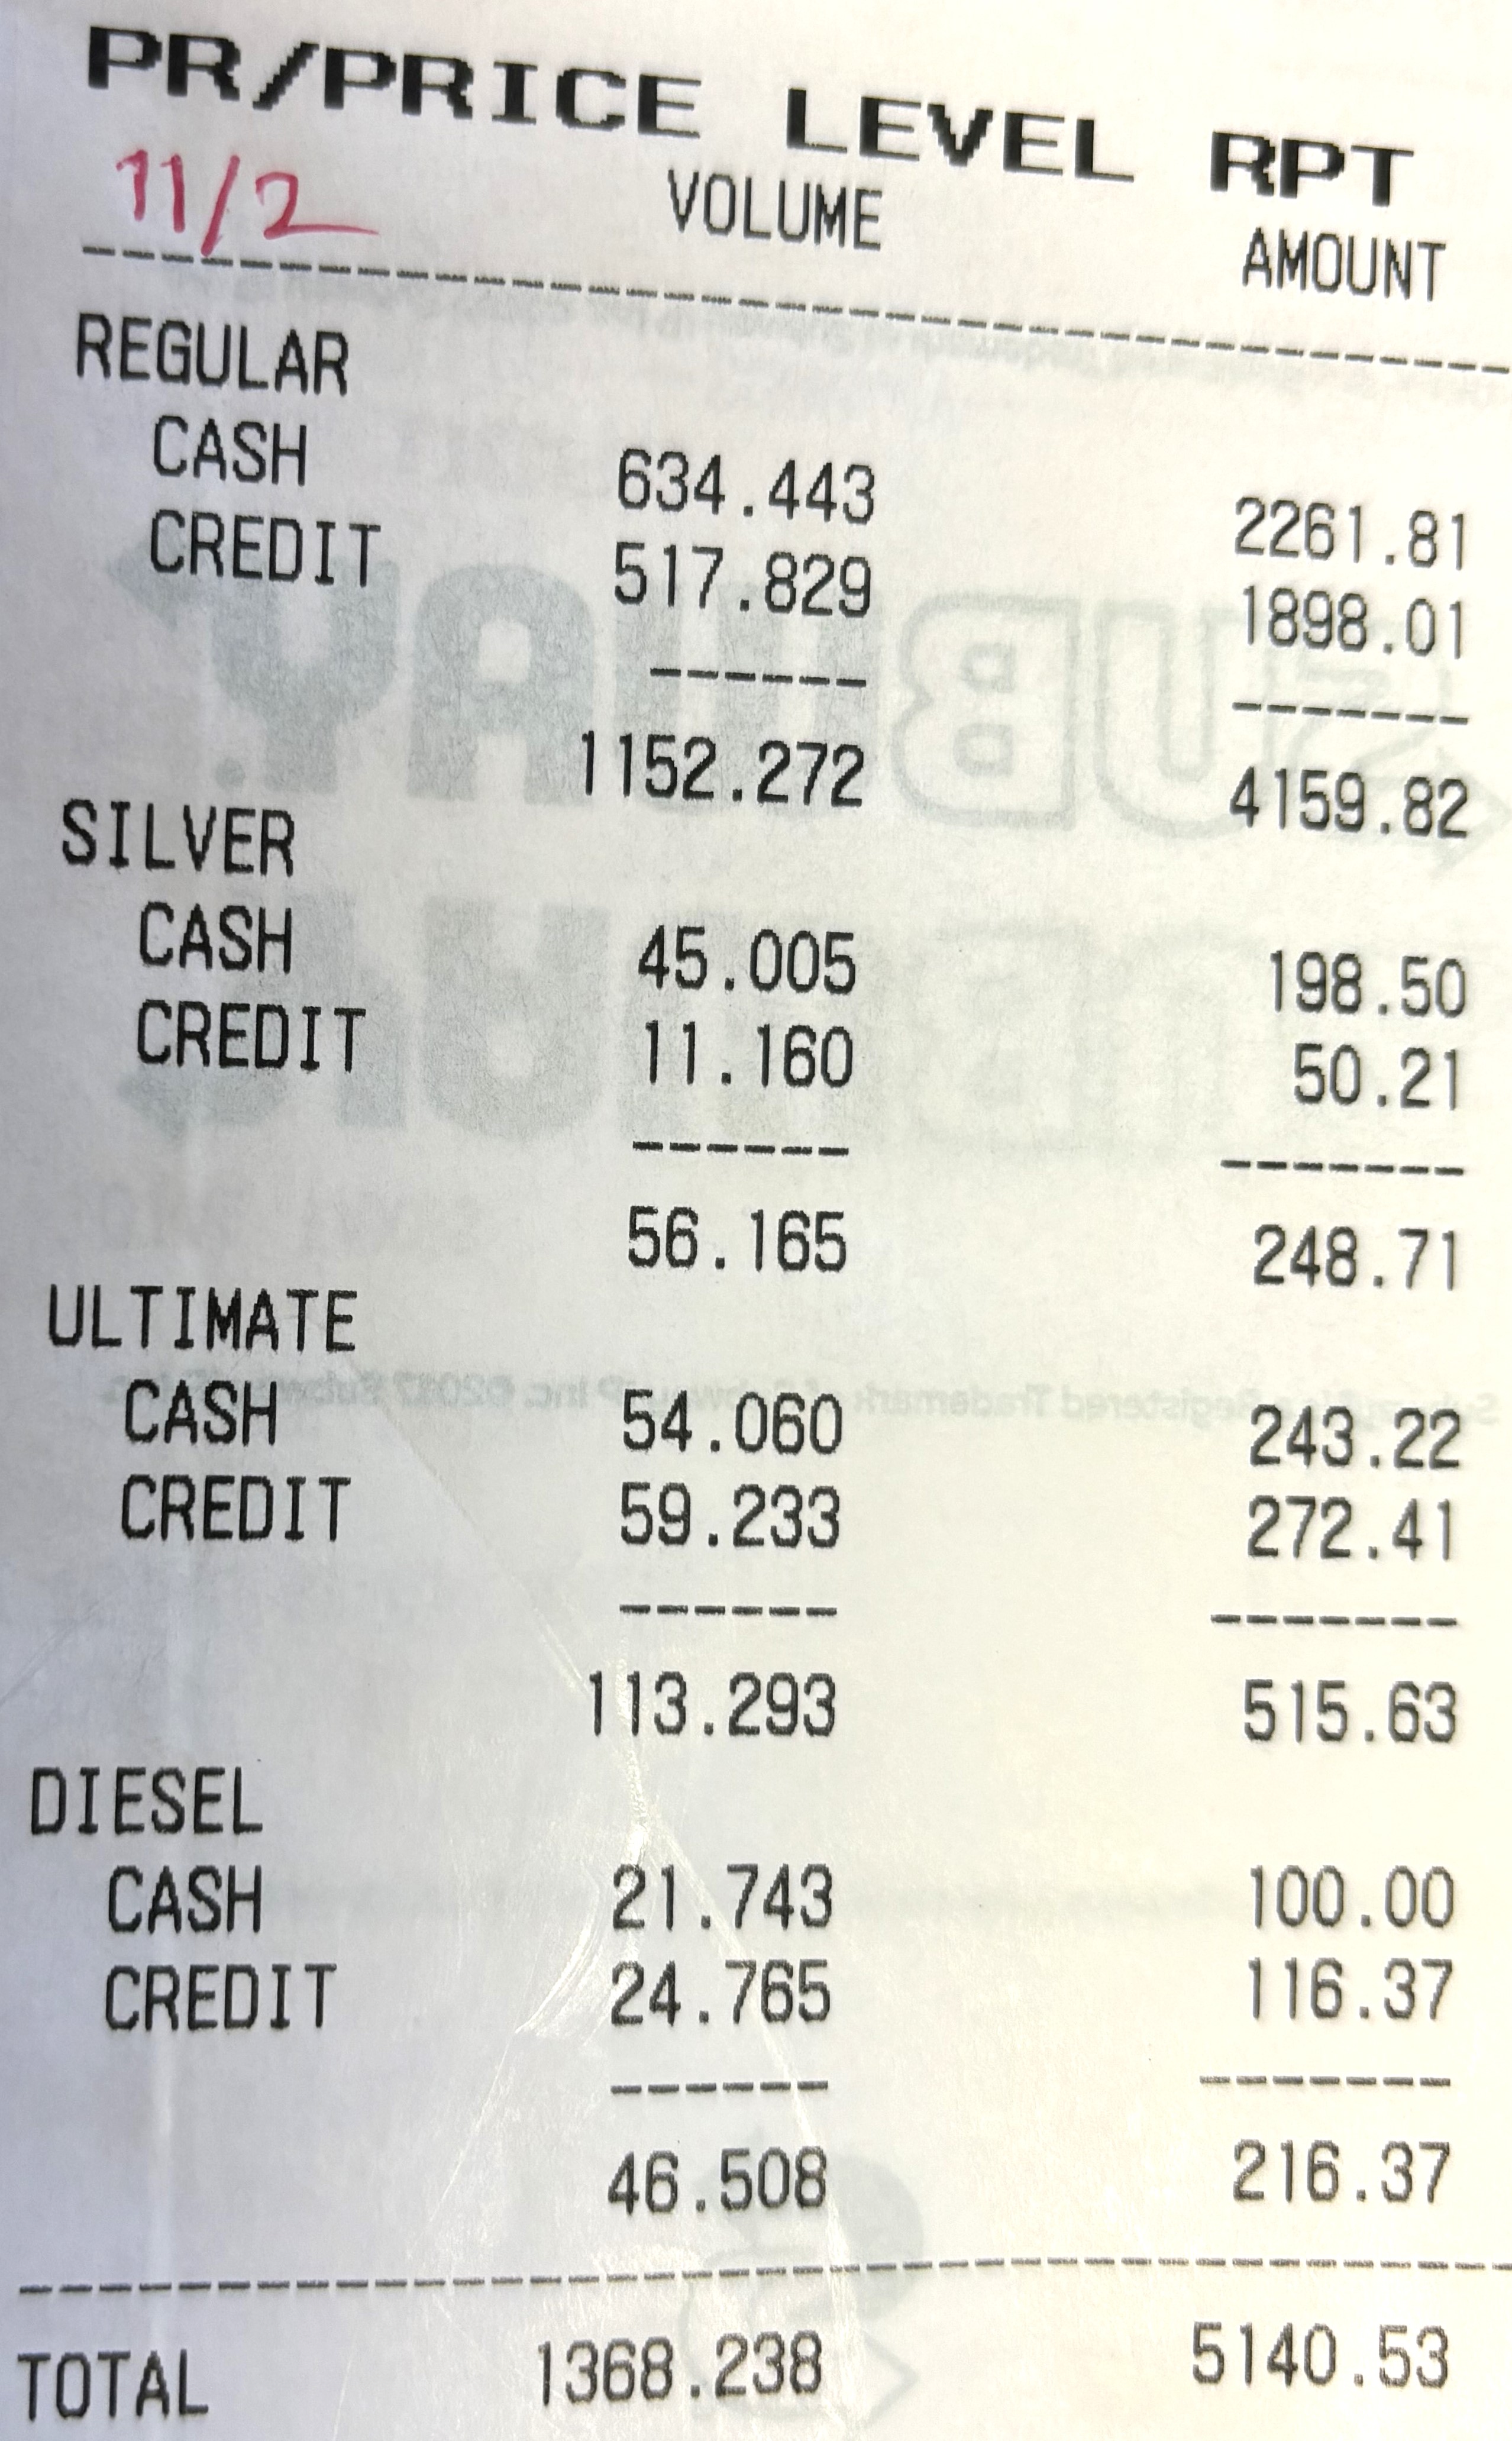 PR/PRICE LEVEL RPT
11/2 VOLUME AMOUNT
REGULAR
CASH 634.443 2261.81
CREDIT 517.829 1898.01
1152.272 4159.82
SILVER
CASH 45.005 198.50
CREDIT 11.160 50.21
56.165 248.71
ULTIMATE
CASH 54.060 243.22
CREDIT 59.233 272.41
113.293 515.63
DIESEL
CASH 21.743 100.00
CREDIT 24.765 116.37
46.508 216.37
TOTAL 1368.238 5140.53